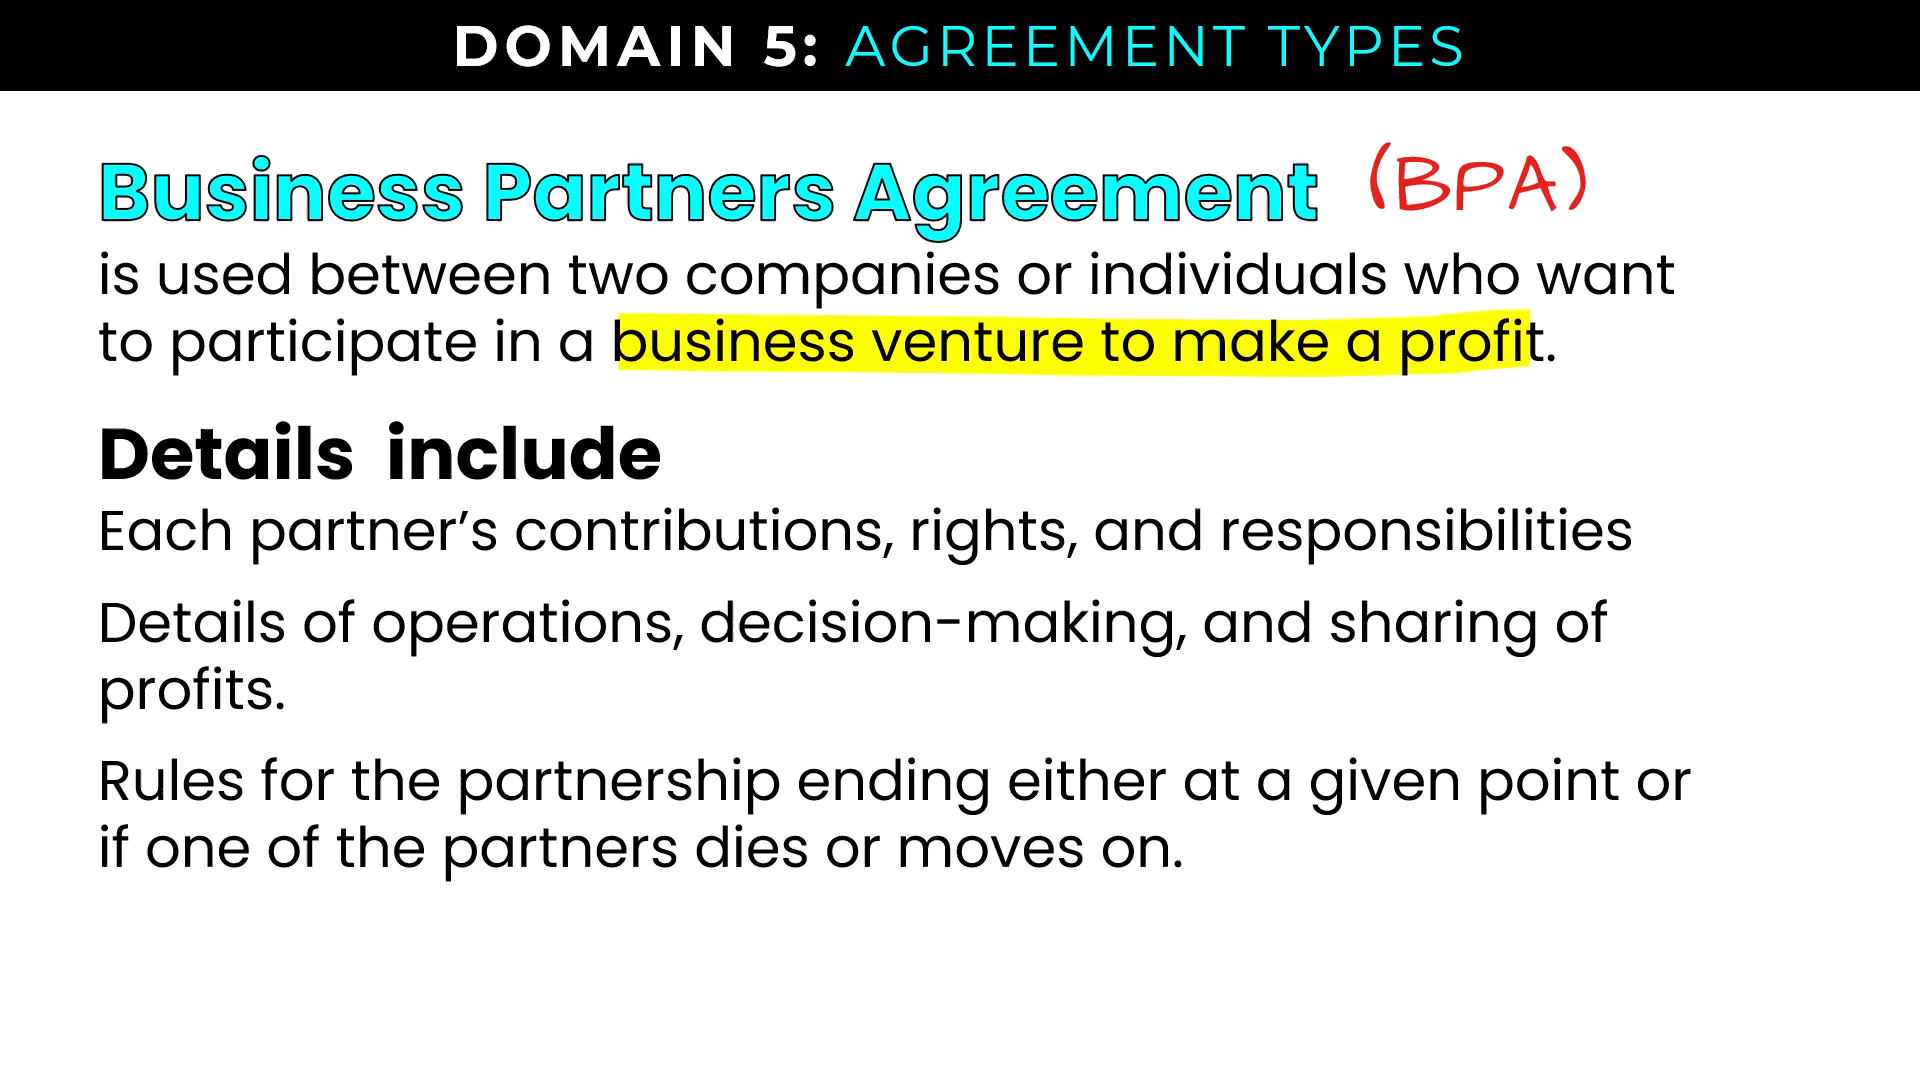 DOMAIN 5: AGREEMENT TYPES
Business Partners Agreement (BPA)
is used between two companies or individuals who want
to participate in a business venture to make a profit.
Details include
Each partner’s contributions, rights, and responsibilities
Details of operations, decision-making, and sharing of
profits.
Rules for the partnership ending either at a given point or
if one of the partners dies or moves on.